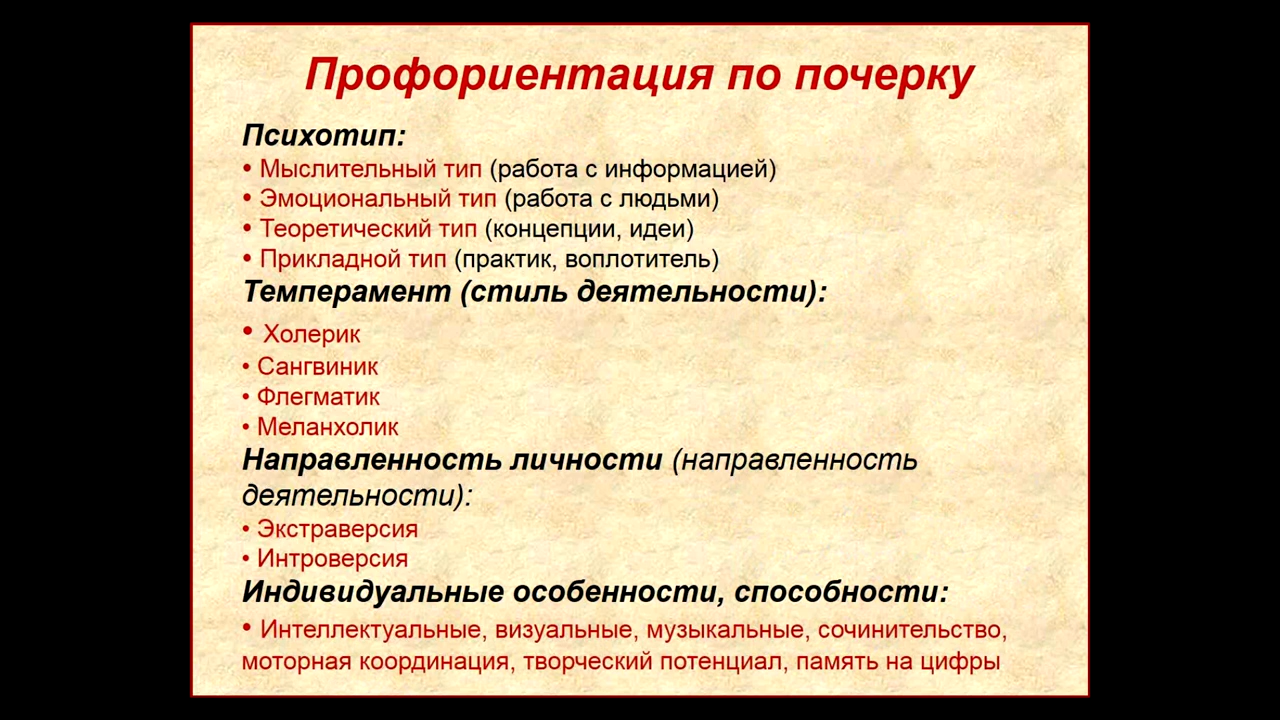 Профориентация по почерку
Психотип:
• Мыслительный тип (работа с информацией)
• Эмоциональный тип (работа с людьми)
• Теоретический тип (концепции, идеи)
• Прикладной тип (практик, воплотитель)
Темперамент (стиль деятельности):
• Холерик
• Сангвиник
• Флегматик
• Меланхолик
Направленность личности (направленность
деятельности):
• Экстраверсия
• Интроверсия
Индивидуальные особенности, способности:
• Интеллектуальные, визуальные, музыкальные, сочинительство,
моторная координация, творческий потенциал, память на цифры